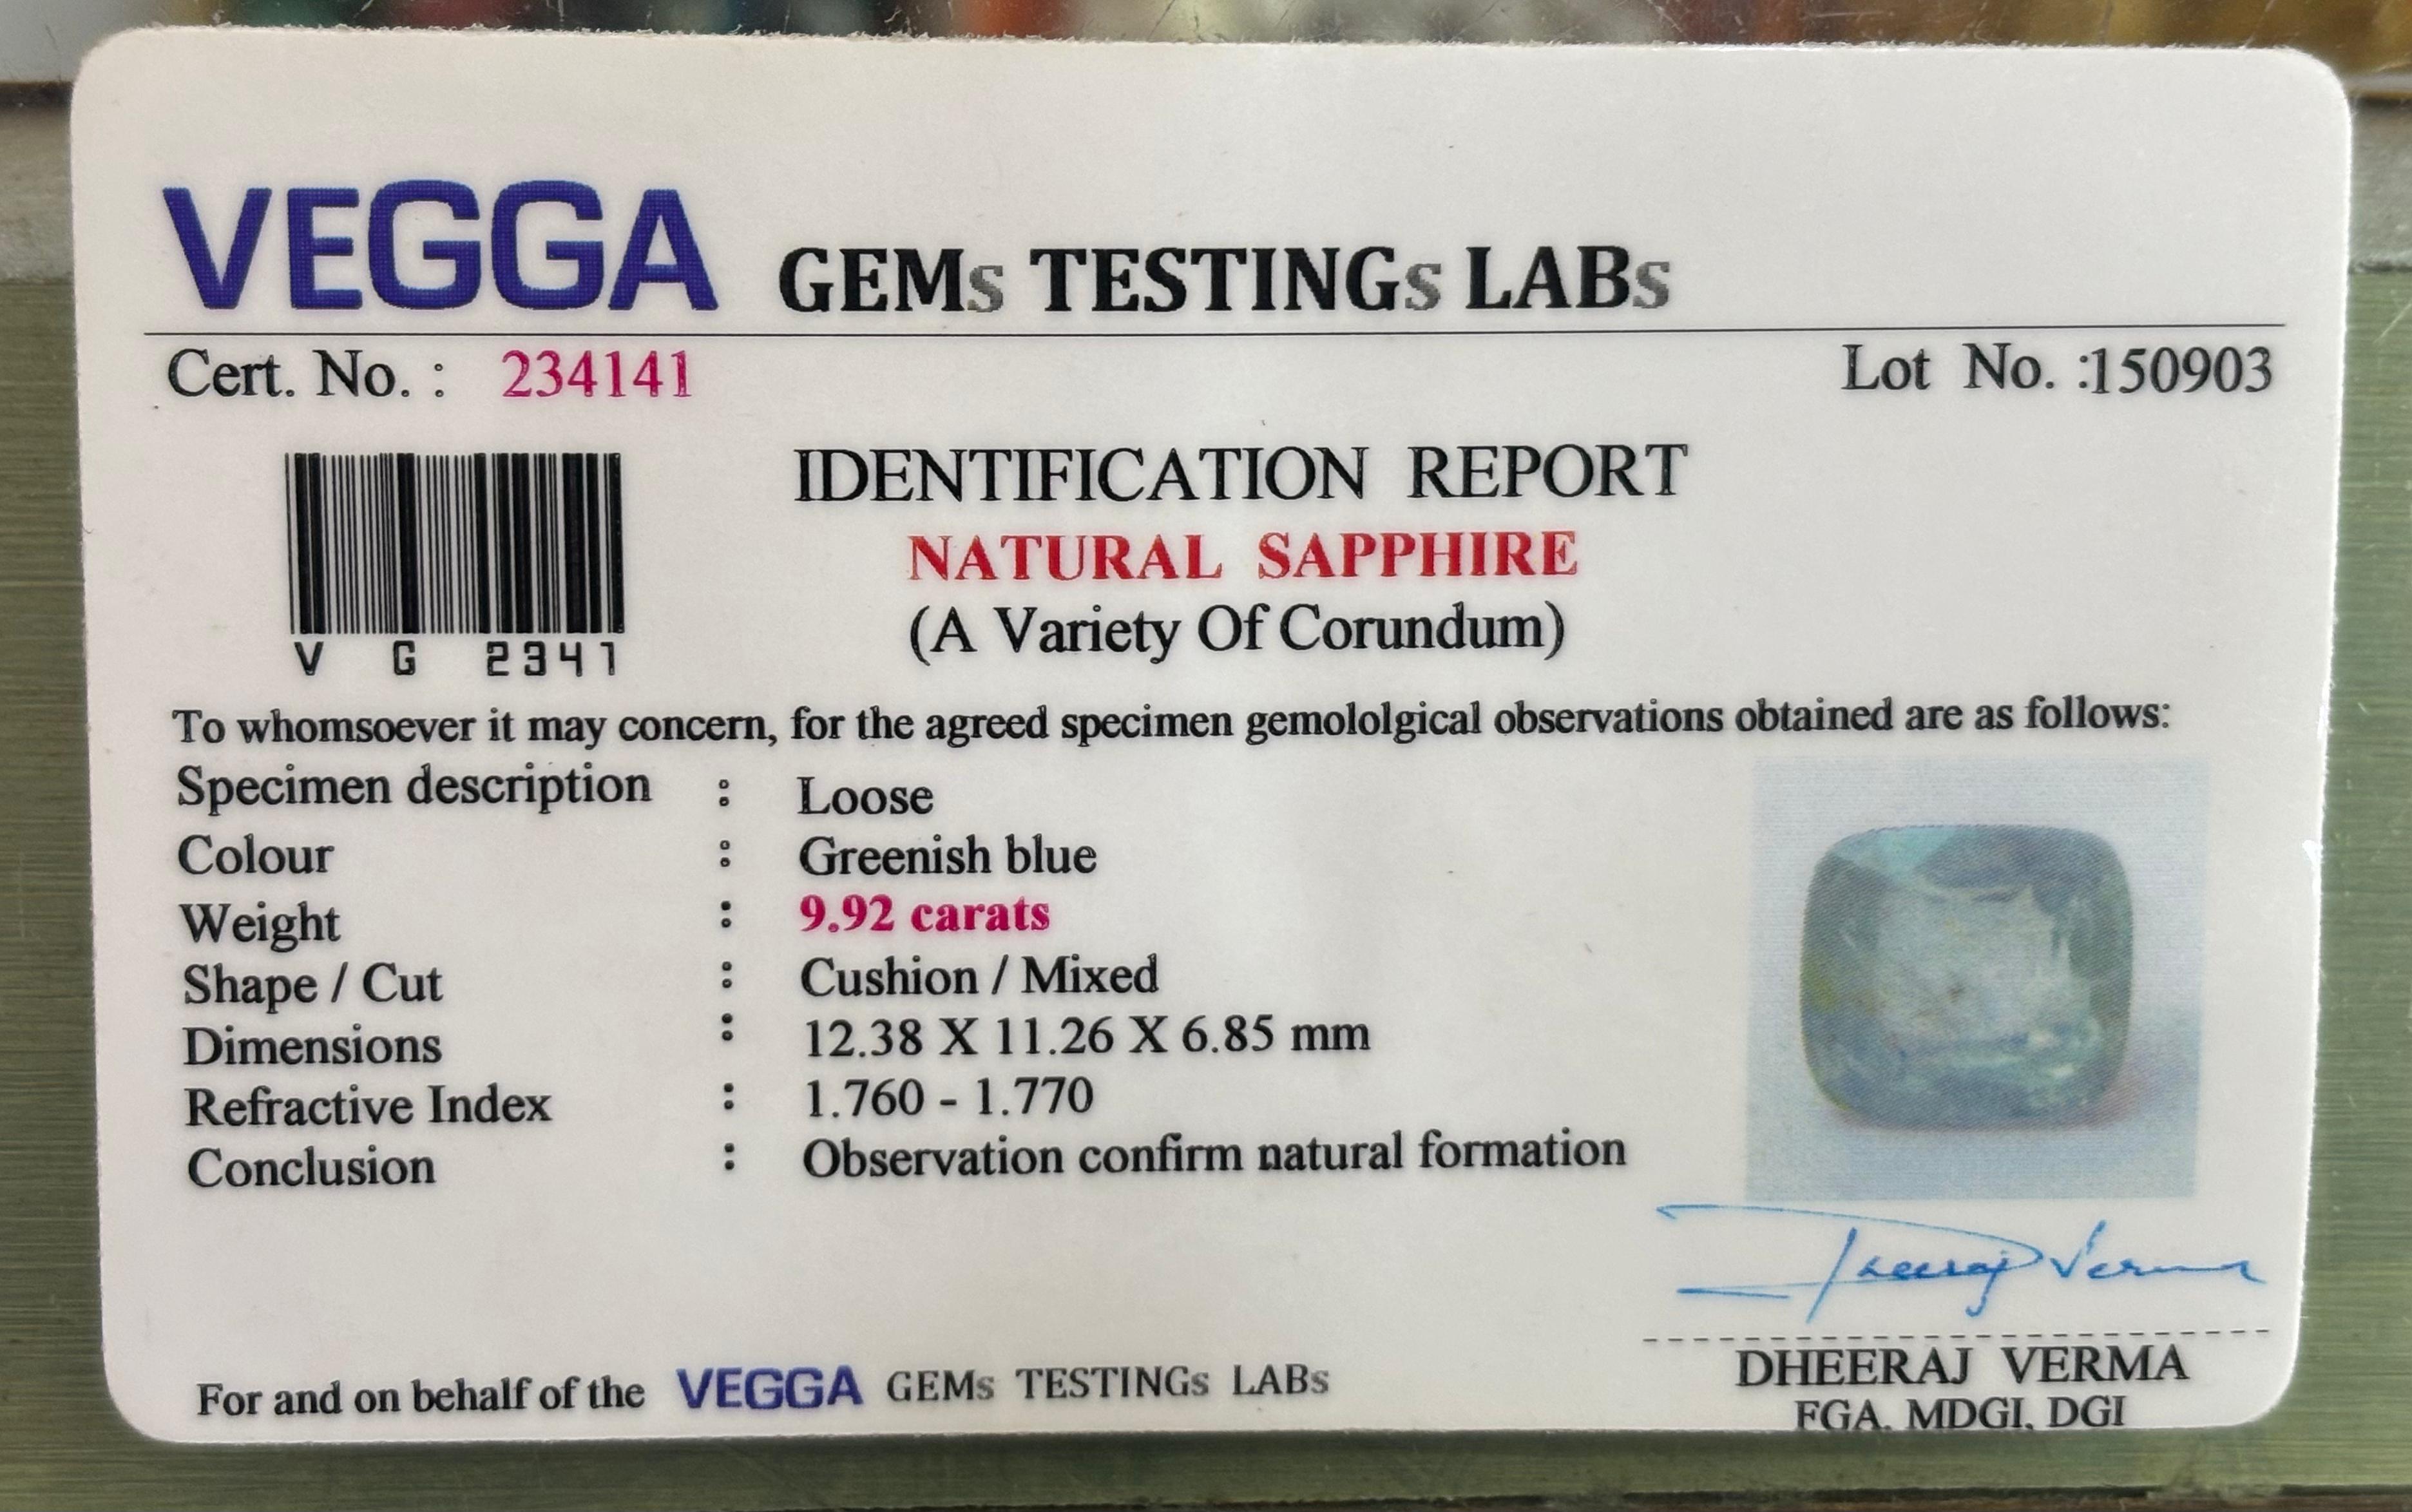 VEGGA GEMs TESTINGs LABs
Cert. No. : 234141 Lot No. :150903
IDENTIFICATION REPORT
NATURAL SAPPHIRE
(A Variety Of Corundum)
V G 2341
To whomsoever it may concern, for the agreed specimen gemololgical observations obtained are as follows:
Specimen description : Loose
Colour : Greenish blue
Weight : 9.92 carats
Shape / Cut : Cushion / Mixed
Dimensions : 12.38 X 11.26 X 6.85 mm
Refractive Index : 1.760 - 1.770
Conclusion : Observation confirm natural formation
Dheeraj Verma
DHEERAJ VERMA
FGA, MDGI, DGI
For and on behalf of the VEGGA GEMs TESTINGs LABs